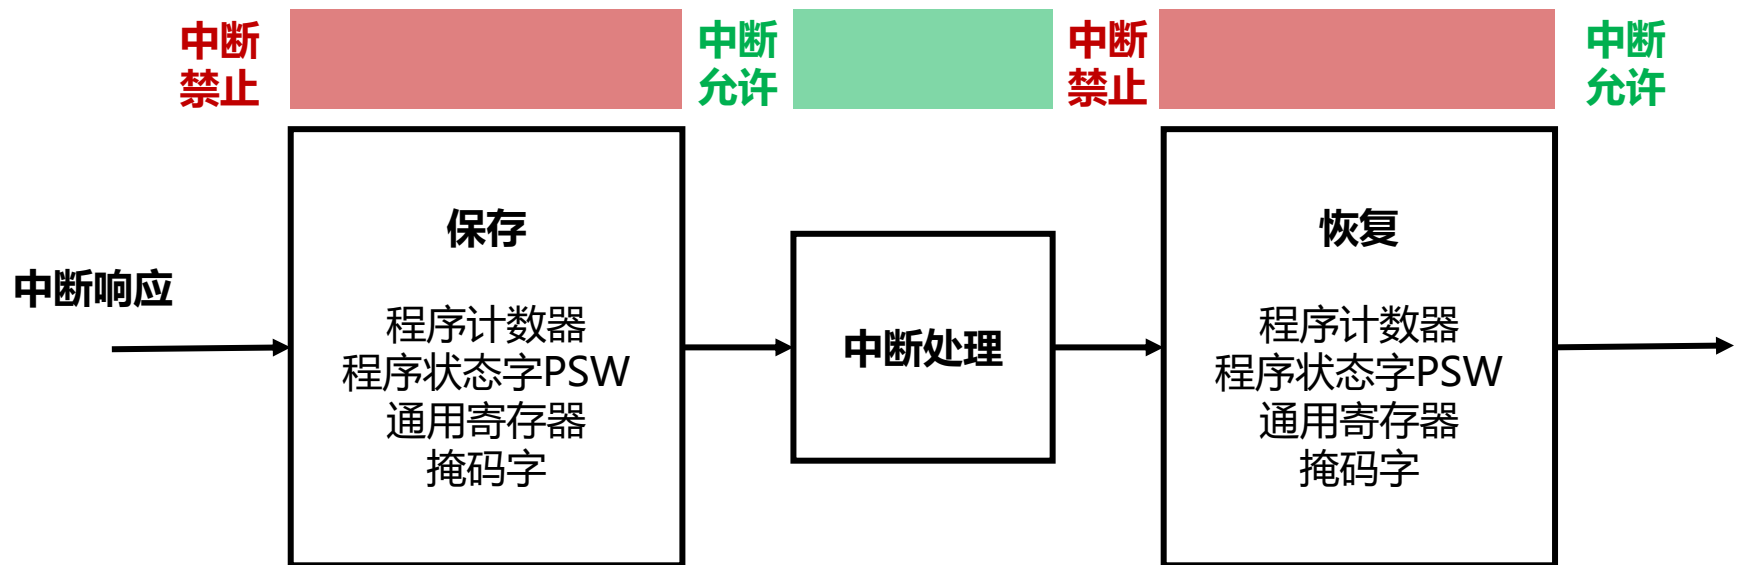 中断
禁止
中断
允许
中断
禁止
中断
允许
中断响应
保存
程序计数器
程序状态字PSW
通用寄存器
掩码字
中断处理
恢复
程序计数器
程序状态字PSW
通用寄存器
掩码字